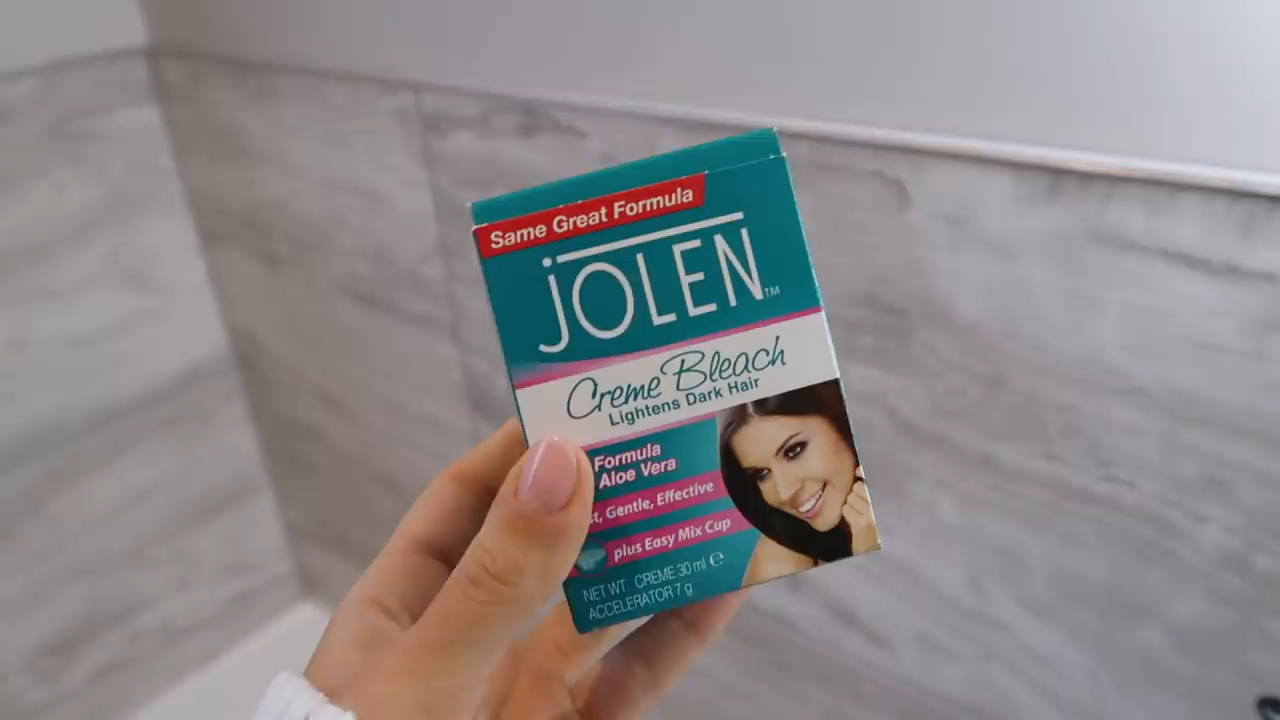 Same Great Formula
JOLEN™
Creme Bleach
Lightens Dark Hair
Formula
Aloe Vera
Gentle, Effective
plus Easy Mix Cup
NET WT. CREME 30 ml ℮
ACCELERATOR 7 g